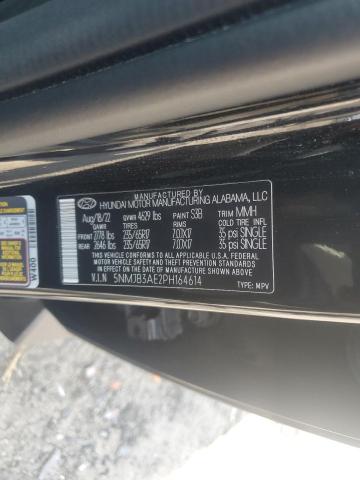 MANUFACTURED BY
HYUNDAI MOTOR MANUFACTURING ALABAMA, LLC
Aug/18/22 GVWR 4629 lbs PAINT S3B TRIM MMH
GAWR TIRES RIMS COLD TIRE INFL
FRONT 2778 lbs 235/65R17 7.0JX17 35 psi SINGLE
REAR 2646 lbs 235/65R17 7.0JX17 35 psi SINGLE
THIS VEHICLE CONFORMS TO ALL APPLICABLE U.S.A. FEDERAL
MOTOR VEHICLE SAFETY, BUMPER, AND THEFT PREVENTION
STANDARDS IN EFFECT ON THE DATE OF MANUFACTURE SHOWN ABOVE.
V.I.N 5NMJB3AE2PH164614 TYPE: MPV
W400